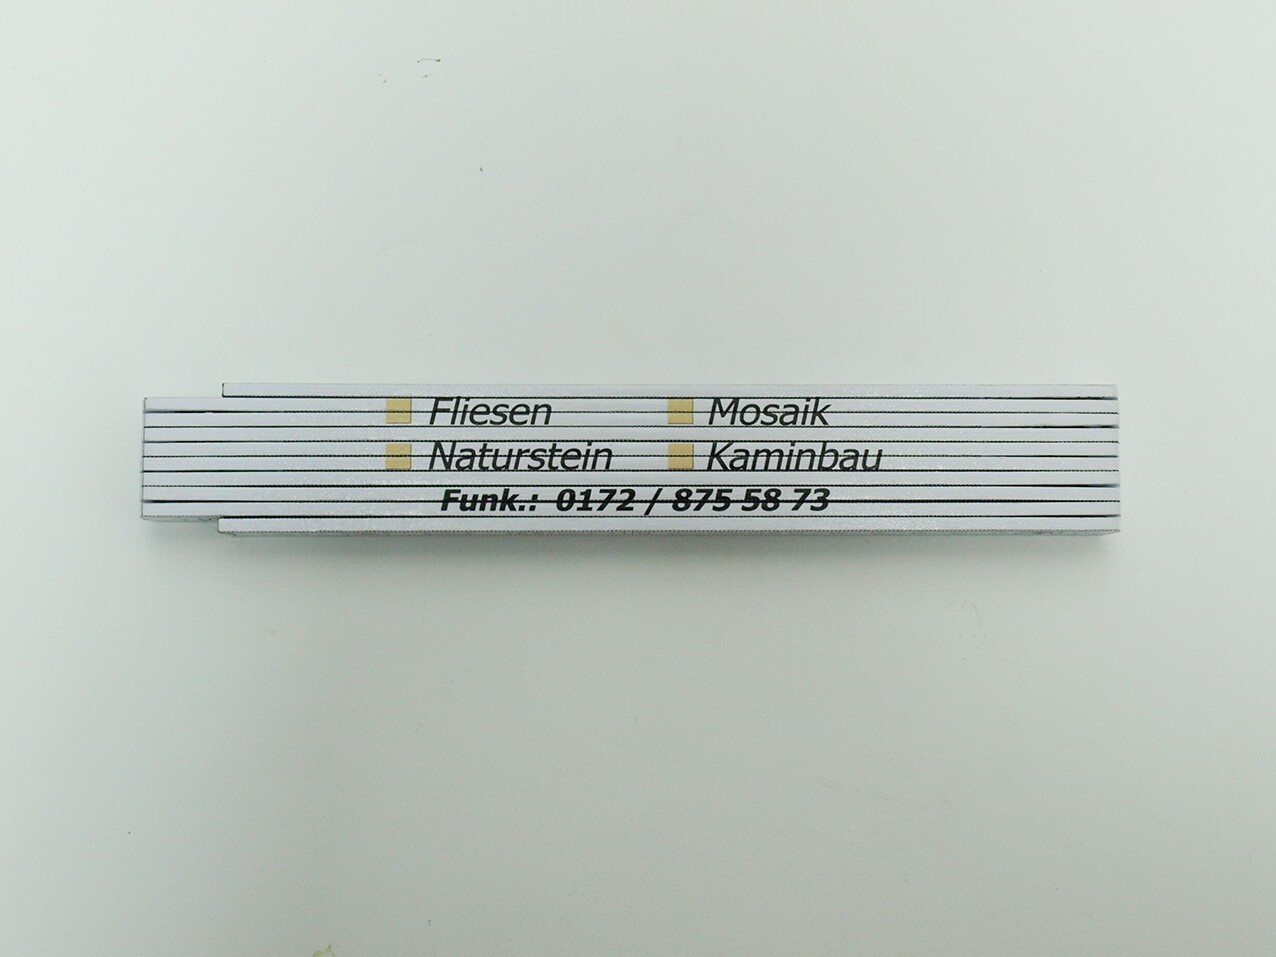 Fliesen Mosaik
Naturstein Kaminbau
Funk.: 0172 / 875 58 73